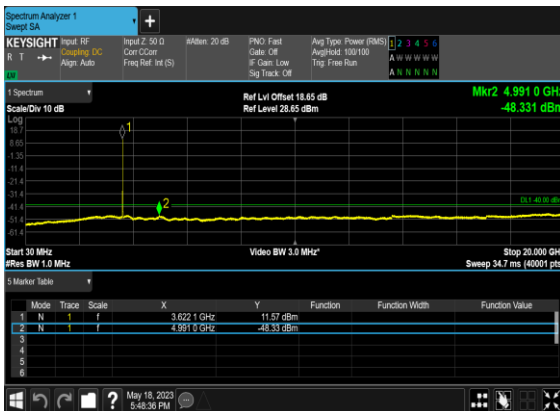 Spectrum Analyzer 1
Swept SA
KEYSIGHT Input: RF Input Z: 50 Ω #Atten: 20 dB PNO: Fast Avg Type: Power (RMS) 1 2 3 4 5 6
R T Coupling: DC Corr CCorr Gate: Off Avg|Hold: 100/100 A W W W W W
Align: Auto Freq Ref: Int (S) IF Gain: Low Trig: Free Run
LV Sig Track: Off A N N N N N
1 Spectrum Ref Lvl Offset 18.65 dB Mkr2 4.991 0 GHz
Scale/Div 10 dB Ref Level 28.65 dBm -48.331 dBm
Log
18.7
8.65
-1.35
-11.4
-21.4
-31.4
-41.4
-51.4
-61.4
1
2
DL1 -40.00 dBm
Start 30 MHz Video BW 3.0 MHz* Stop 20.000 GHz
#Res BW 1.0 MHz Sweep 34.7 ms (40001 pts)
5 Marker Table
Mode Trace Scale X Y Function Function Width Function Value
1 N 1 f 3.622 1 GHz 11.57 dBm
2 N 1 f 4.991 0 GHz -48.33 dBm
3
4
5
6
? May 18, 2023
5:48:36 PM